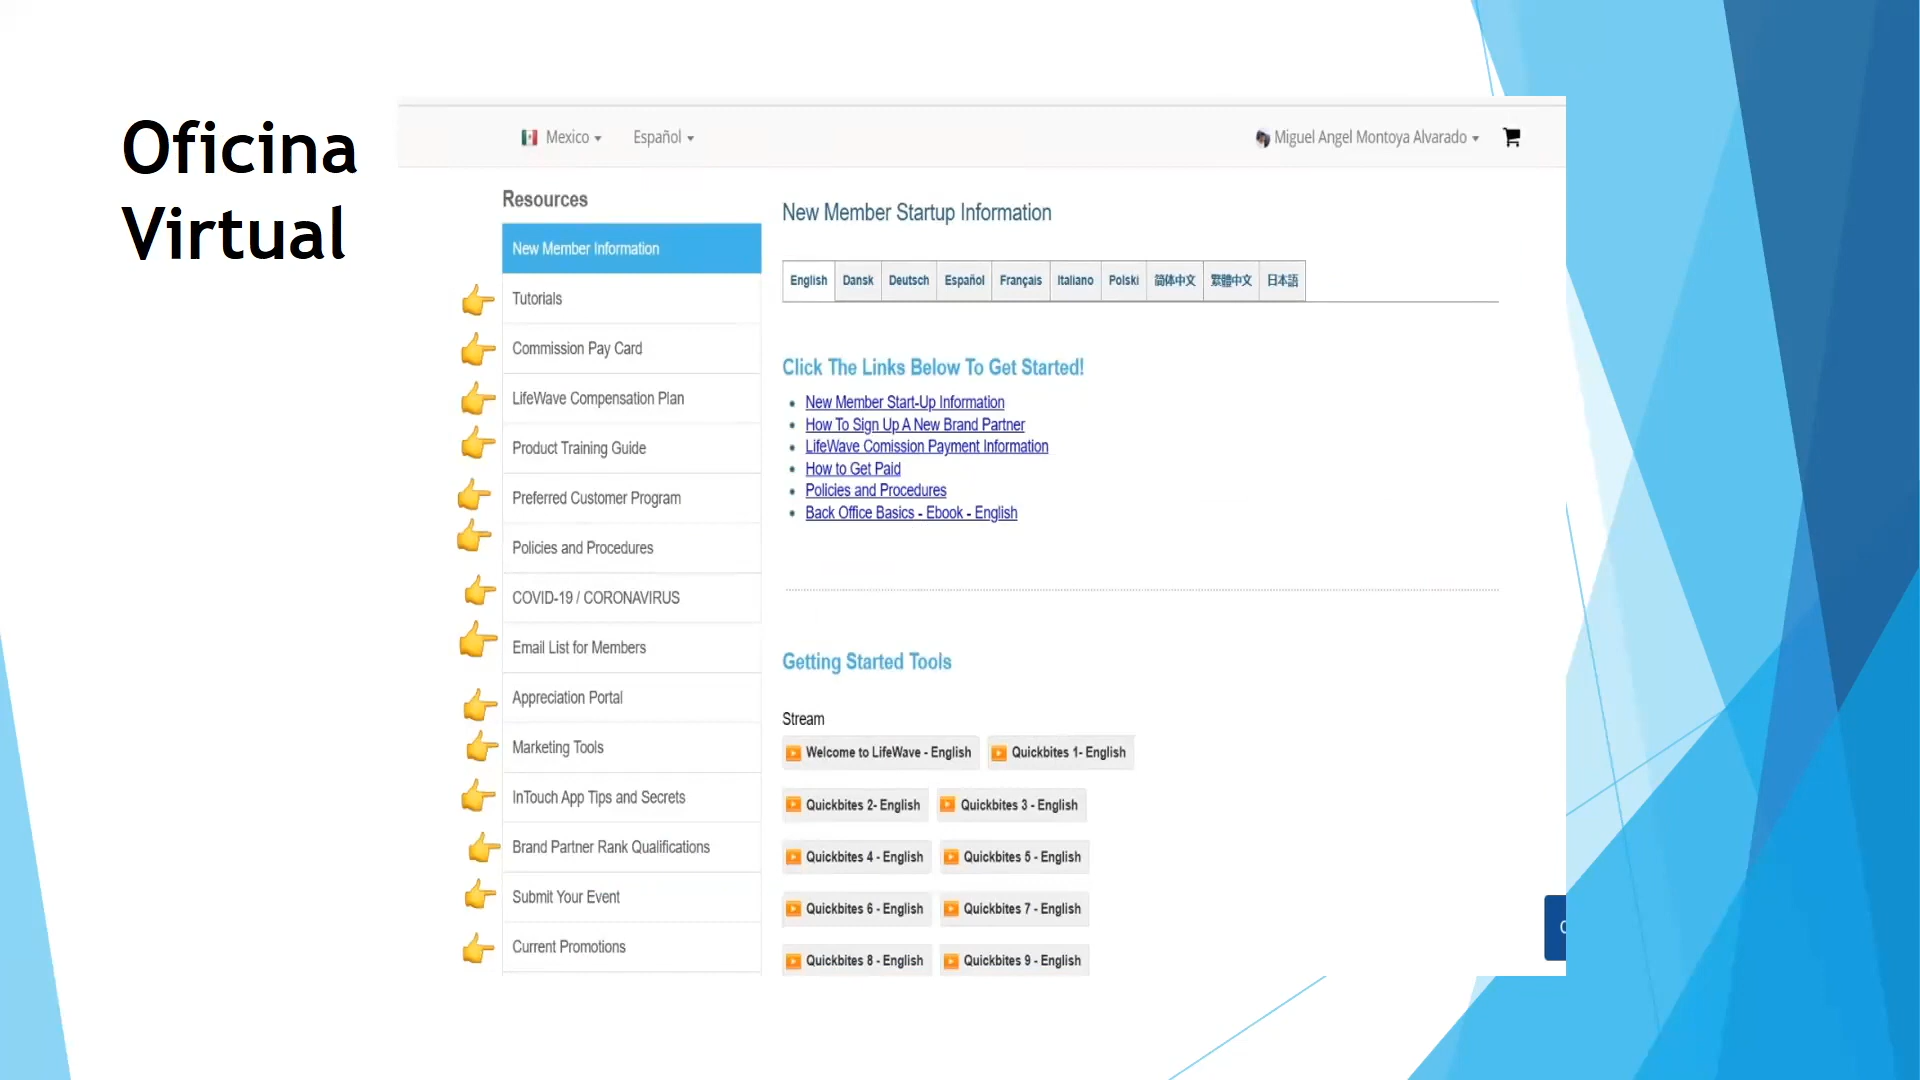 Oficina
Virtual
Mexico
Español
Miguel Angel Montoya Alvarado
Resources
New Member Information
Tutorials
Commission Pay Card
LifeWave Compensation Plan
Product Training Guide
Preferred Customer Program
Policies and Procedures
COVID-19 / CORONAVIRUS
Email List for Members
Appreciation Portal
Marketing Tools
InTouch App Tips and Secrets
Brand Partner Rank Qualifications
Submit Your Event
Current Promotions
New Member Startup Information
English Dansk Deutsch Español Français Italiano Polski 简体中文 繁體中文 日本語
Click The Links Below To Get Started!
New Member Start-Up Information
How To Sign Up A New Brand Partner
LifeWave Comission Payment Information
How to Get Paid
Policies and Procedures
Back Office Basics - Ebook - English
Getting Started Tools
Stream
Welcome to LifeWave - English Quickbites 1- English
Quickbites 2- English Quickbites 3 - English
Quickbites 4 - English Quickbites 5 - English
Quickbites 6 - English Quickbites 7 - English
Quickbites 8 - English Quickbites 9 - English